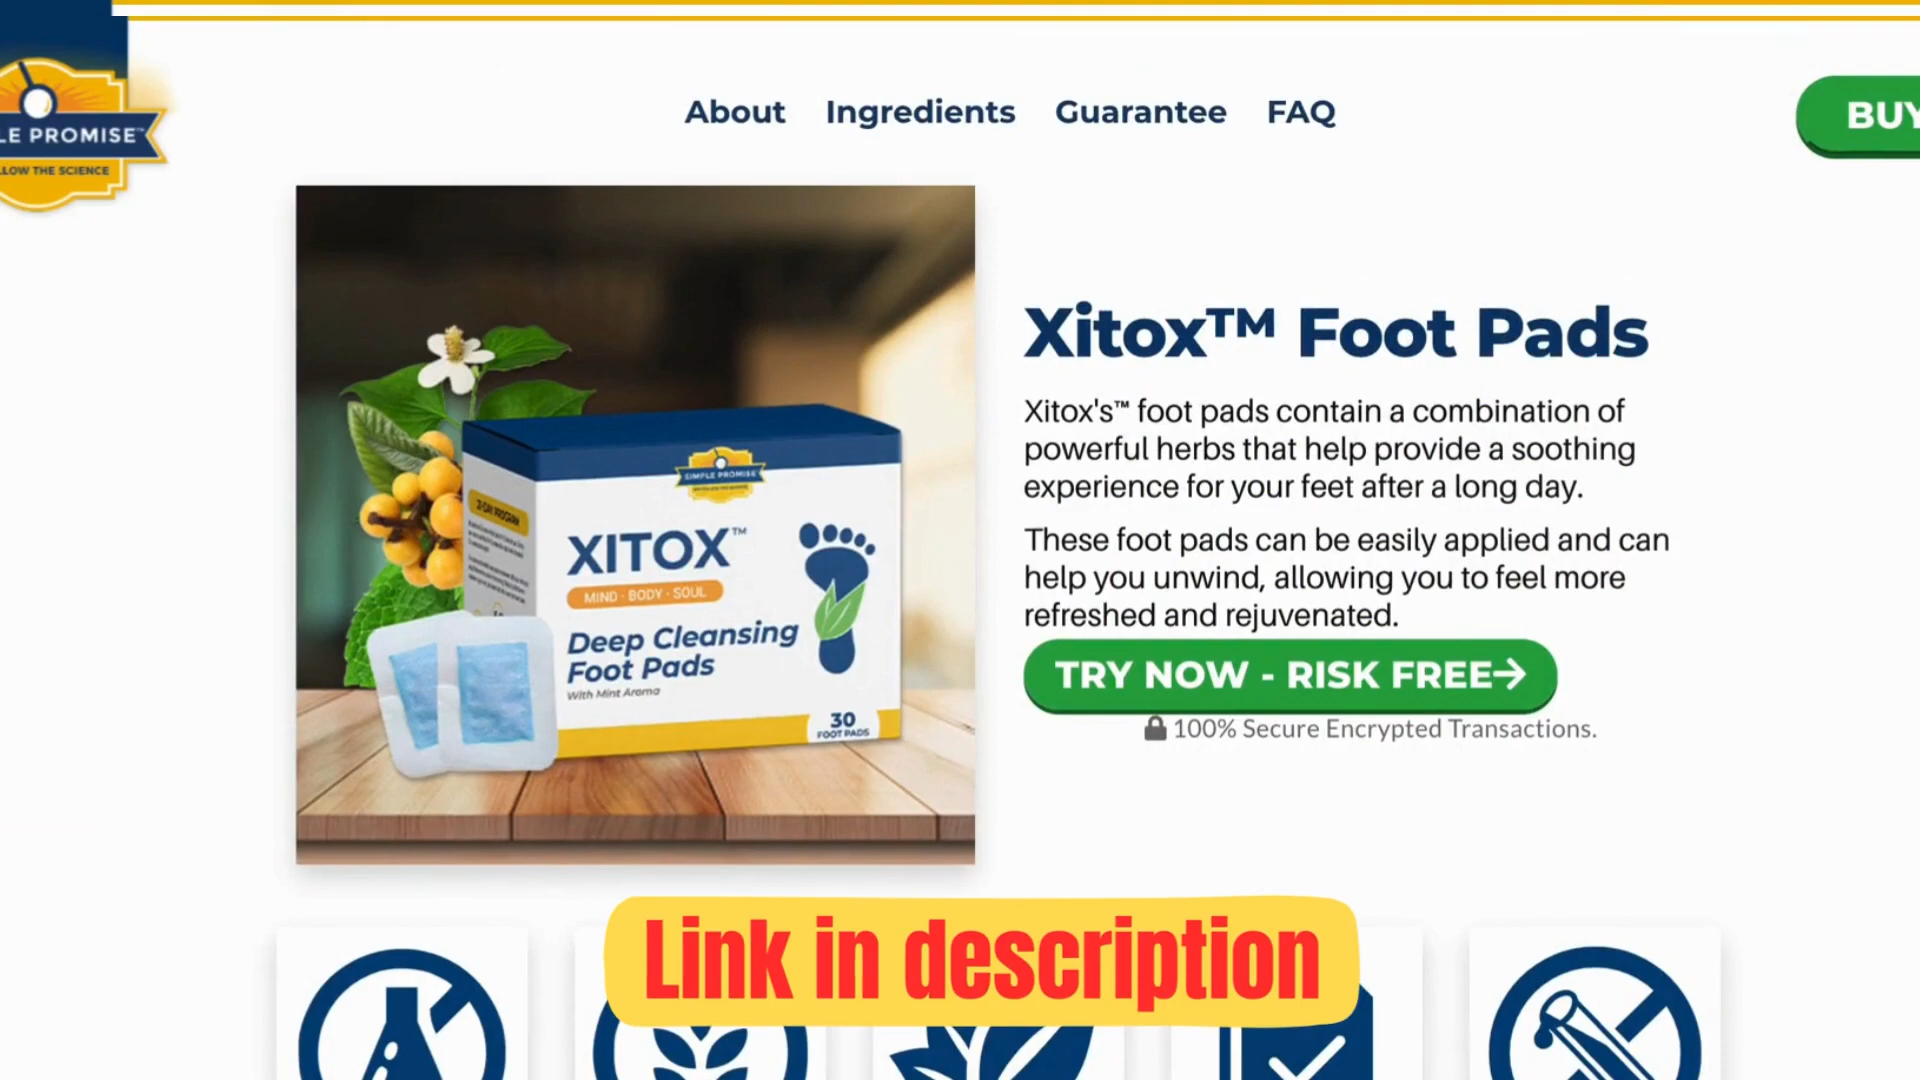 LE PROMISE™
LLOW THE SCIENCE
About Ingredients Guarantee FAQ
BUY
SIMPLE PROMISE
XITOX™
MIND · BODY · SOUL
Deep Cleansing
Foot Pads
With Mint Aroma
30
FOOT PADS
Xitox™ Foot Pads
Xitox's™ foot pads contain a combination of
powerful herbs that help provide a soothing
experience for your feet after a long day.
These foot pads can be easily applied and can
help you unwind, allowing you to feel more
refreshed and rejuvenated.
TRY NOW - RISK FREE→
100% Secure Encrypted Transactions.
Link in description